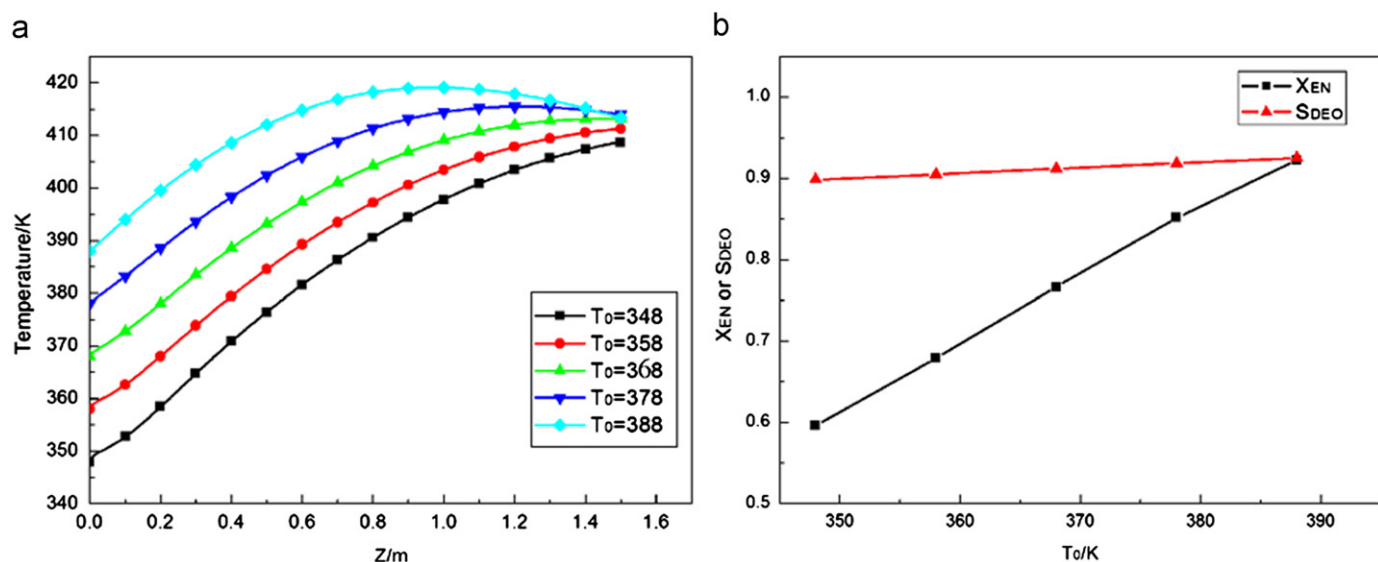 a
b
Temperature/K
420
410
400
390
380
370
360
350
340
0.0 0.2 0.4 0.6 0.8 1.0 1.2 1.4 1.6
Z/m
T0=348
T0=358
T0=368
T0=378
T0=388
XEN or SDEO
1.0
0.9
0.8
0.7
0.6
0.5
350 360 370 380 390
T0/K
XEN
SDEO